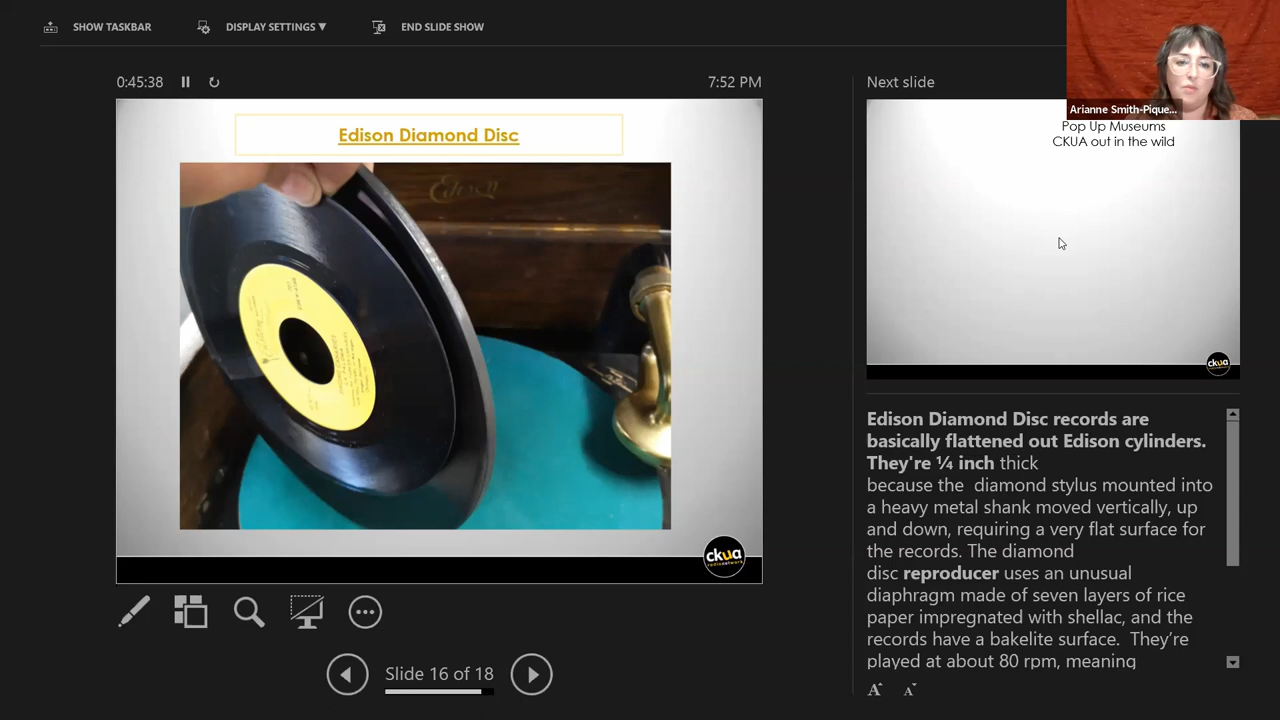 SHOW TASKBAR
DISPLAY SETTINGS ▼
END SLIDE SHOW
0:45:38
7:52 PM
Next slide
Arianne Smith-Pique...
Edison Diamond Disc
Edison
ckua
radio network
Pop Up Museums
CKUA out in the wild
ckua
Edison Diamond Disc records are
basically flattened out Edison cylinders.
They're ¼ inch thick
because the diamond stylus mounted into
a heavy metal shank moved vertically, up
and down, requiring a very flat surface for
the records. The diamond
disc reproducer uses an unusual
diaphragm made of seven layers of rice
paper impregnated with shellac, and the
records have a bakelite surface. They're
played at about 80 rpm, meaning
Slide 16 of 18
A A